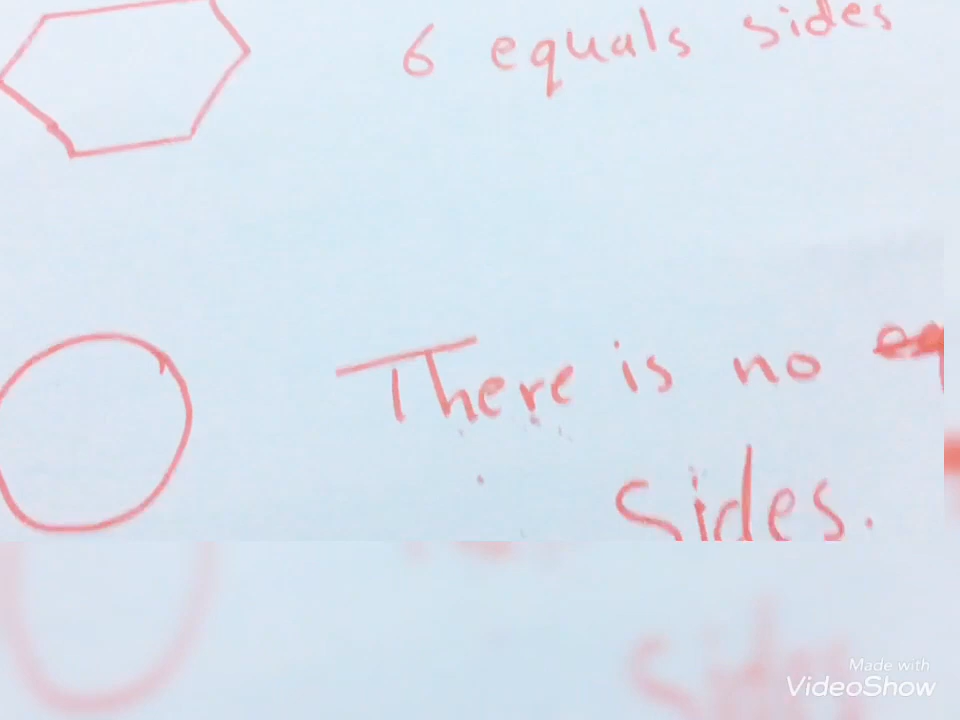 6 equals sides
There is no
sides.
Made with
VideoShow